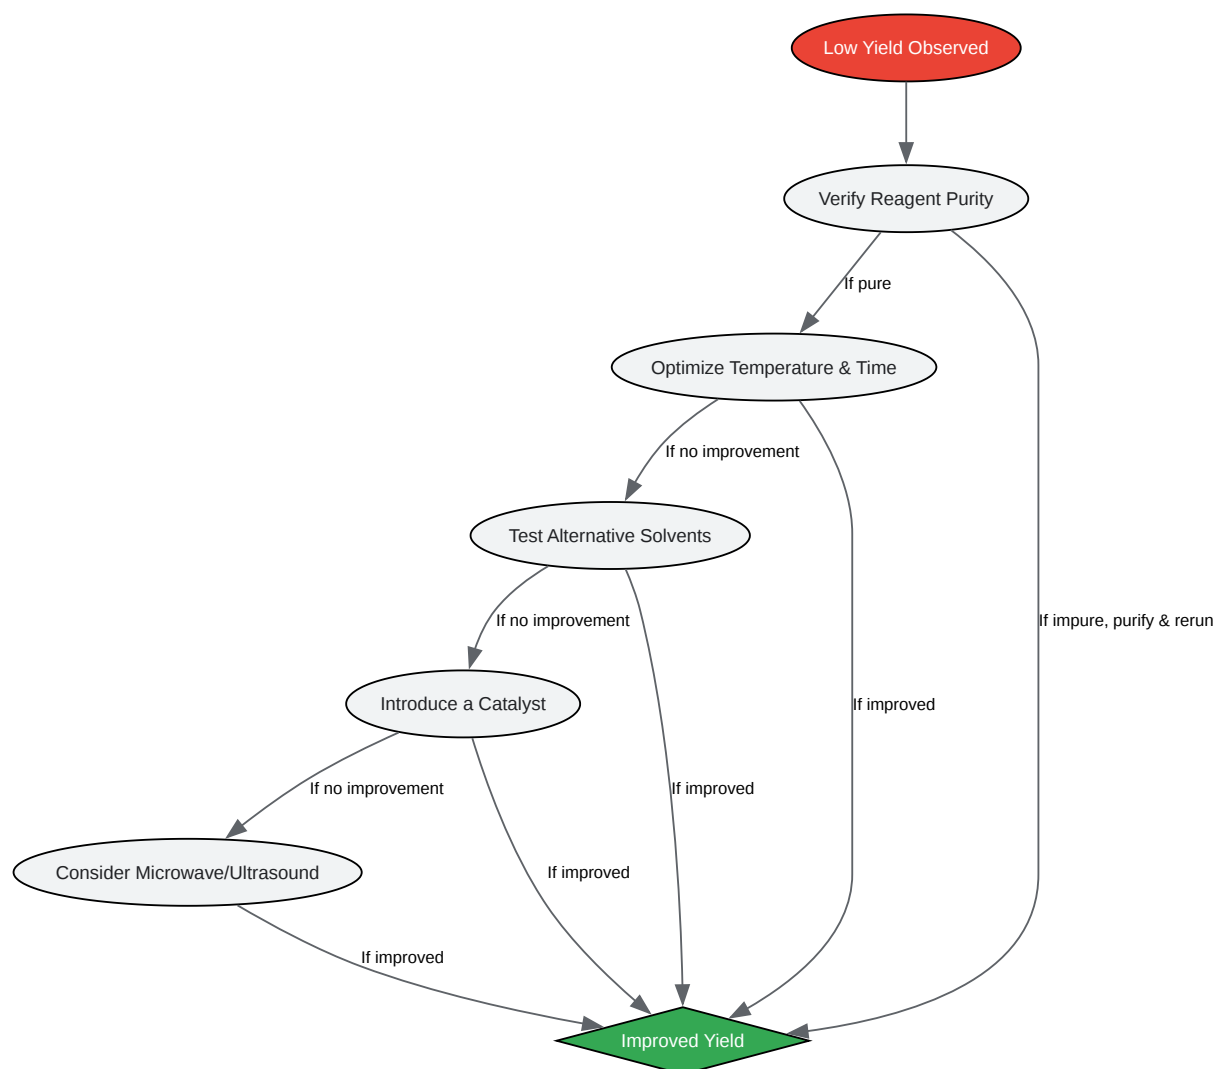 Low Yield Observed
Verify Reagent Purity
If pure
Optimize Temperature & Time
If no improvement
Test Alternative Solvents
If no improvement
If impure, purify & rerun
Introduce a Catalyst
If improved
If no improvement
If improved
Consider Microwave/Ultrasound
If improved
If improved
Improved Yield